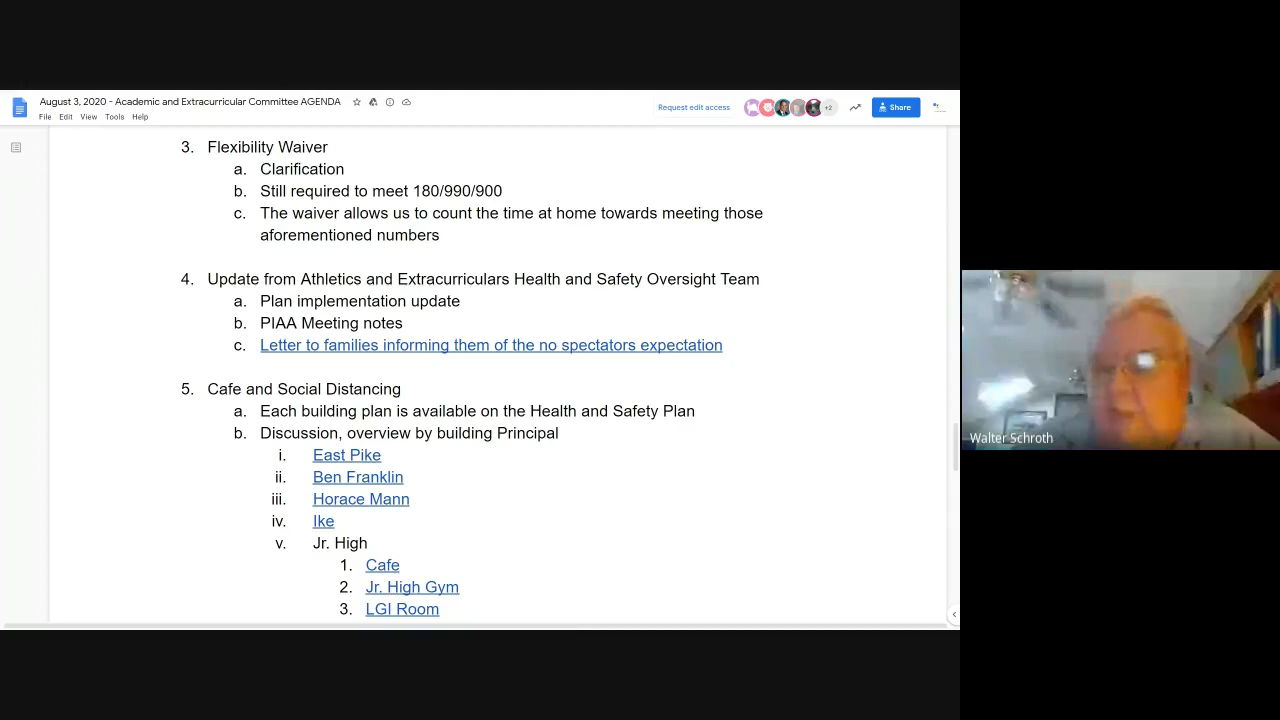 August 3, 2020 - Academic and Extracurricular Committee AGENDA
File Edit View Tools Help
Request edit access
+2
Share
3. Flexibility Waiver
a. Clarification
b. Still required to meet 180/990/900
c. The waiver allows us to count the time at home towards meeting those
aforementioned numbers
4. Update from Athletics and Extracurriculars Health and Safety Oversight Team
a. Plan implementation update
b. PIAA Meeting notes
c. Letter to families informing them of the no spectators expectation
5. Cafe and Social Distancing
a. Each building plan is available on the Health and Safety Plan
b. Discussion, overview by building Principal
i. East Pike
ii. Ben Franklin
iii. Horace Mann
iv. Ike
v. Jr. High
1. Cafe
2. Jr. High Gym
3. LGI Room
Walter Schroth